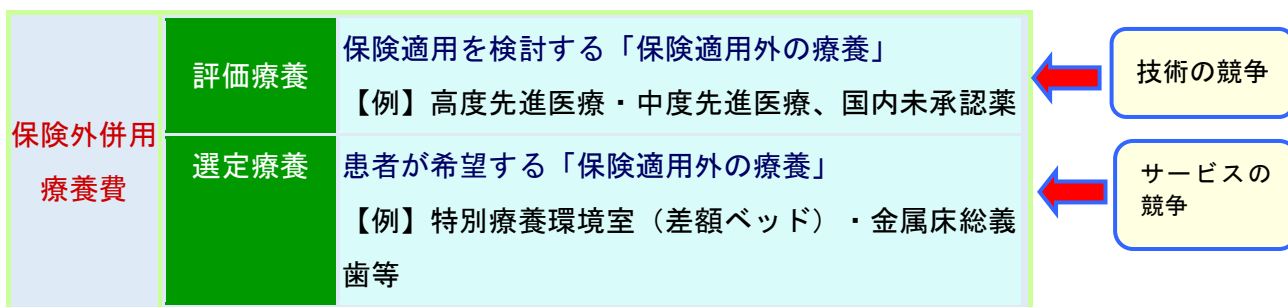 保険外併用
療養費
評価療養
保険適用を検討する「保険適用外の療養」
【例】高度先進医療・中度先進医療、国内未承認薬
選定療養
患者が希望する「保険適用外の療養」
【例】特別療養環境室（差額ベッド）・金属床総義
歯等
技術の競争
サービスの
競争